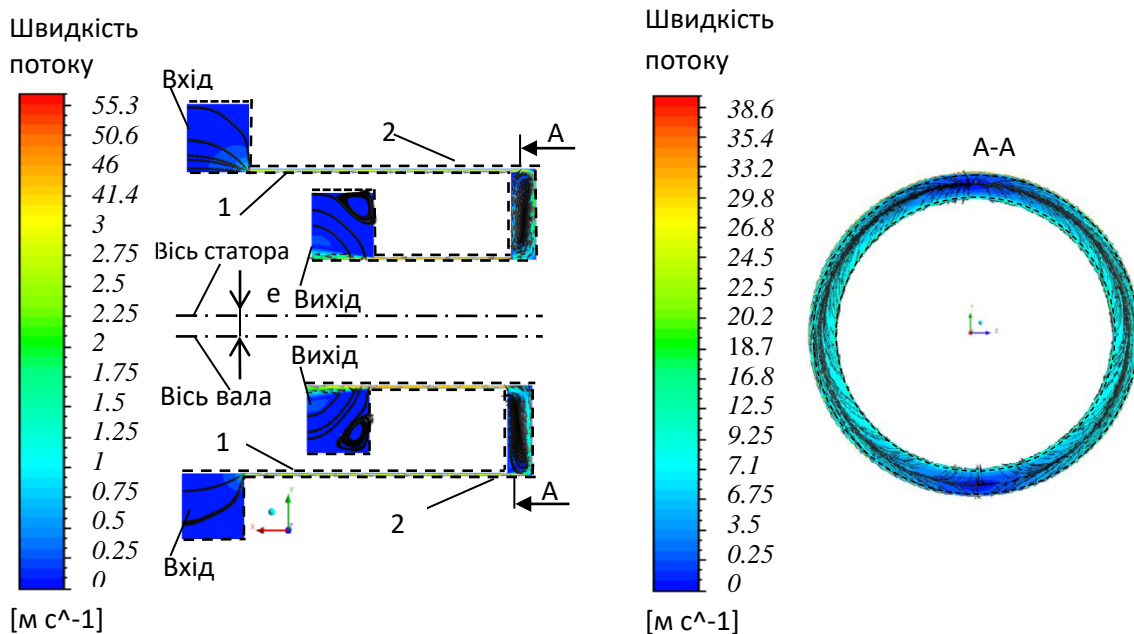 Швидкість
потоку
55.3
50.6
46
41.4
3
2.75
2.5
2.25
2
1.75
1.5
1.25
1
0.75
0.5
0.25
0
[м с^-1]
Вхід
2
А
1
Вісь статора
е
Вихід
Вихід
Вісь вала
1
А
2
Вхід
Швидкість
потоку
38.6
35.4
33.2
29.8
28.8
24.5
22.5
20.2
18.7
16.8
12.5
9.25
7.1
6.75
3.5
0.25
0
[м с^-1]
А-А